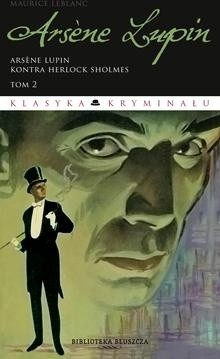 MAURICE LEBLANC
Arsène Lupin
ARSÈNE LUPIN
KONTRA HERLOCK SHOLMES
TOM 2
KLASYKA KRYMINAŁU
BIBLIOTEKA BLUSZCZA